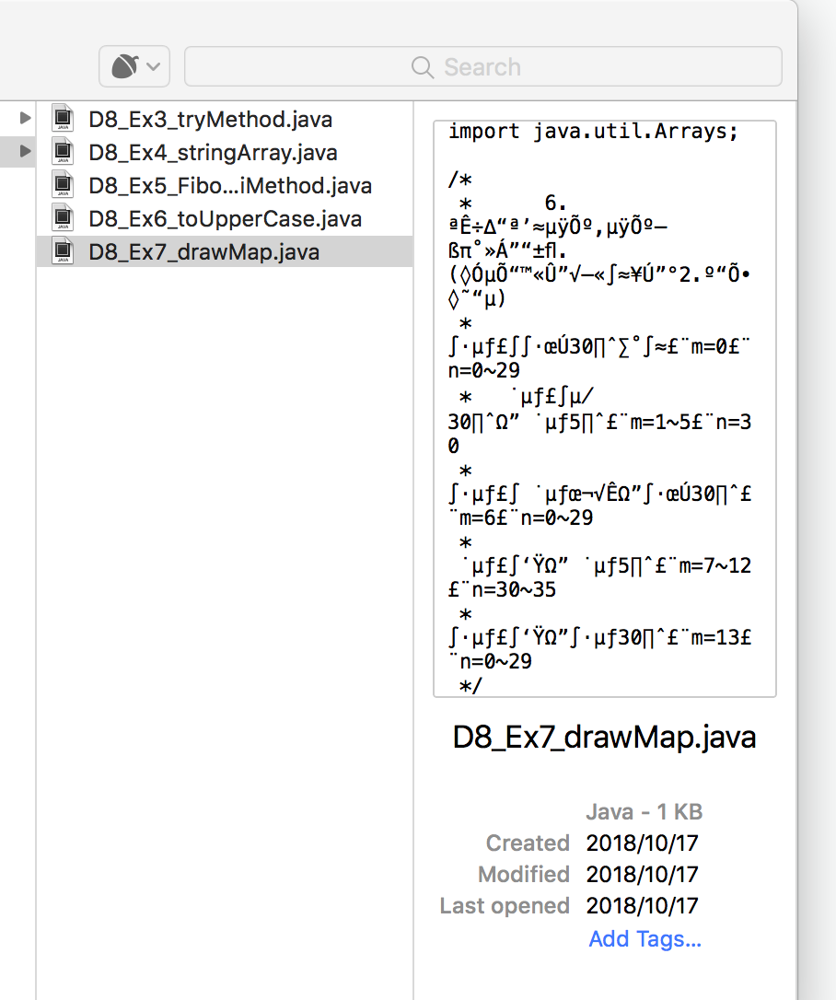 Search
D8_Ex3_tryMethod.java
D8_Ex4_stringArray.java
D8_Ex5_Fibo...iMethod.java
D8_Ex6_toUpperCase.java
D8_Ex7_drawMap.java
import java.util.Arrays;
/*
*      6.
ªÊ÷∆“ª’≈µÿÕº,µÿÕº—
ßπ˚»Á”“±ﬂ.
(◊ÓµÕ“™«Û”√—«∫≈¥Ú”°2.º“Õ•
◊˜“µ)
*
∫·µƒ£∫∫·œÚ30∏ˆ∑˚∫≈£¨m=0£¨
n=0~29
*   ˙µƒ£∫µ⁄
30∏ˆΩ” ˙µƒ5∏ˆ£¨m=1~5£¨n=3
0
*
∫·µƒ£∫ ˙µƒœ¬√ÊΩ”∫·œÚ30∏ˆ£
¨m=6£¨n=0~29
*
˙µƒ£∫‘ŸΩ” ˙µƒ5∏ˆ£¨m=7~12
£¨n=30~35
*
∫·µƒ£∫‘ŸΩ”∫·µƒ30∏ˆ£¨m=13£
¨n=0~29
*/
D8_Ex7_drawMap.java
Java - 1 KB
Created 2018/10/17
Modified 2018/10/17
Last opened 2018/10/17
Add Tags...